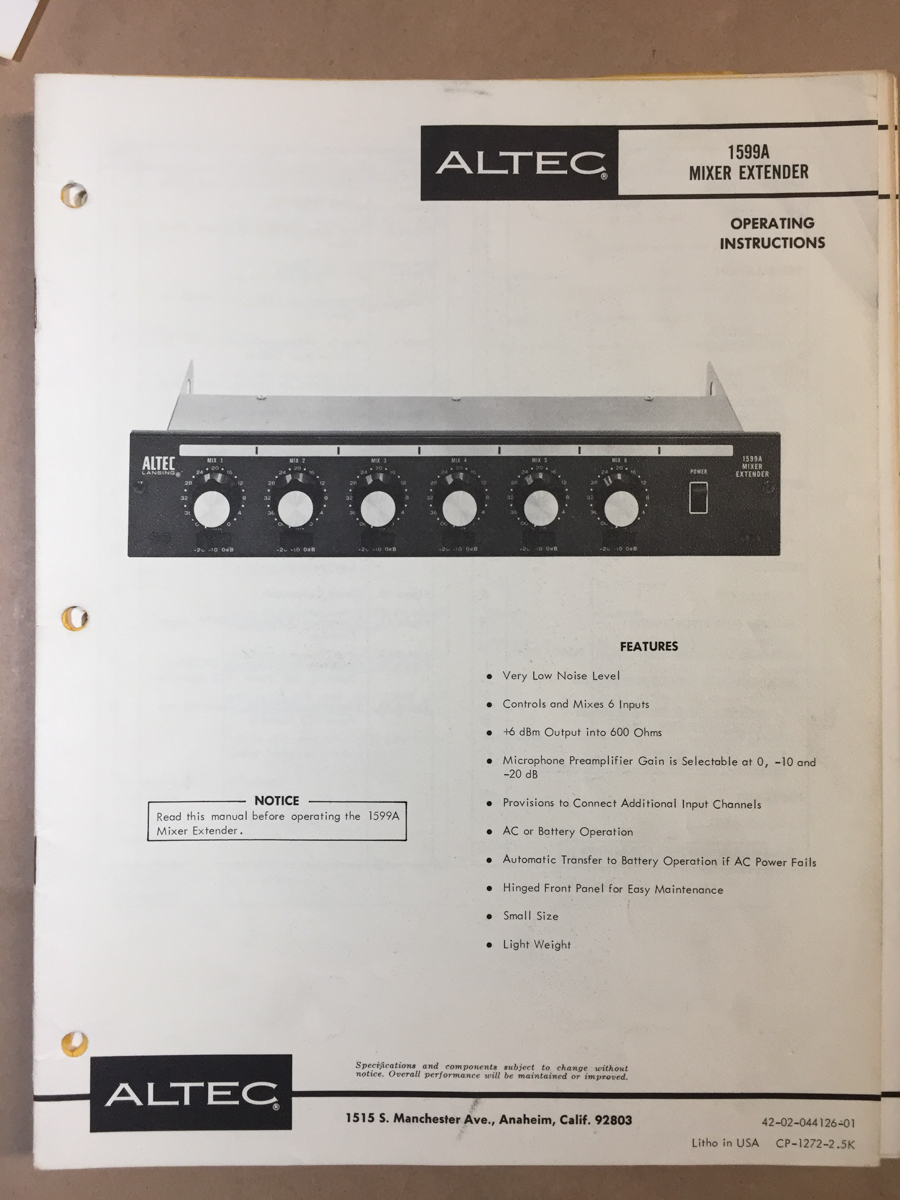 ALTEC®
1599A
MIXER EXTENDER
OPERATING
INSTRUCTIONS
ALTEC
LANSING®
MIX 1
MIX 2
MIX 3
MIX 4
MIX 5
MIX 6
POWER
1599A
MIXER
EXTENDER
FEATURES
● Very Low Noise Level
● Controls and Mixes 6 Inputs
● +6 dBm Output into 600 Ohms
● Microphone Preamplifier Gain is Selectable at 0, -10 and
-20 dB
● Provisions to Connect Additional Input Channels
● AC or Battery Operation
● Automatic Transfer to Battery Operation if AC Power Fails
● Hinged Front Panel for Easy Maintenance
● Small Size
● Light Weight
NOTICE
Read this manual before operating the 1599A
Mixer Extender.
Specifications and components subject to change without
notice. Overall performance will be maintained or improved.
ALTEC®
1515 S. Manchester Ave., Anaheim, Calif. 92803
42-02-044126-01
Litho in USA CP-1272-2.5K